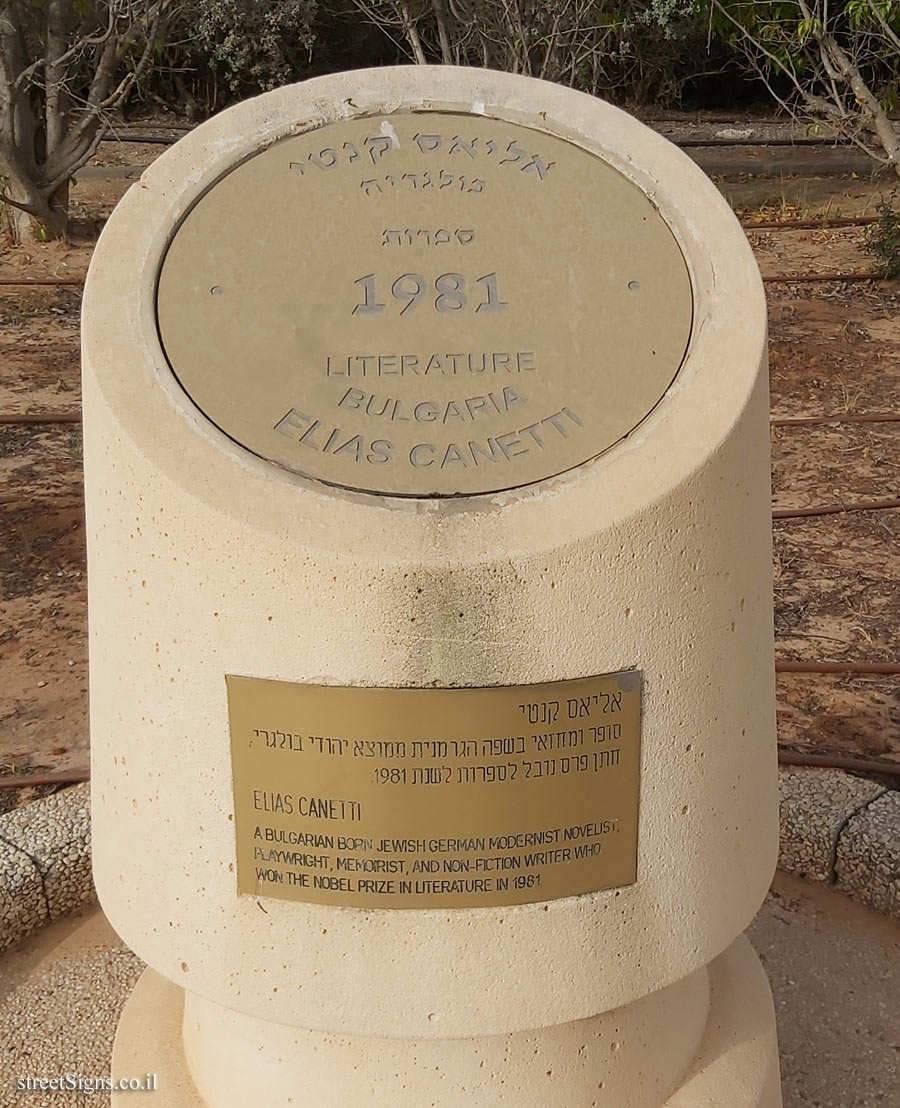 אליאס קנטי
בולגריה
ספרות
1981
LITERATURE
BULGARIA
ELIAS CANETTI
אליאס קנטי
סופר ומחזאי בשפה הגרמנית ממוצא יהודי בולגרי,
חתן פרס נובל לספרות לשנת 1981.
ELIAS CANETTI
A BULGARIAN BORN JEWISH GERMAN MODERNIST NOVELIST,
PLAYWRIGHT, MEMOIRIST, AND NON-FICTION WRITER WHO
WON THE NOBEL PRIZE IN LITERATURE IN 1981.
streetSigns.co.il